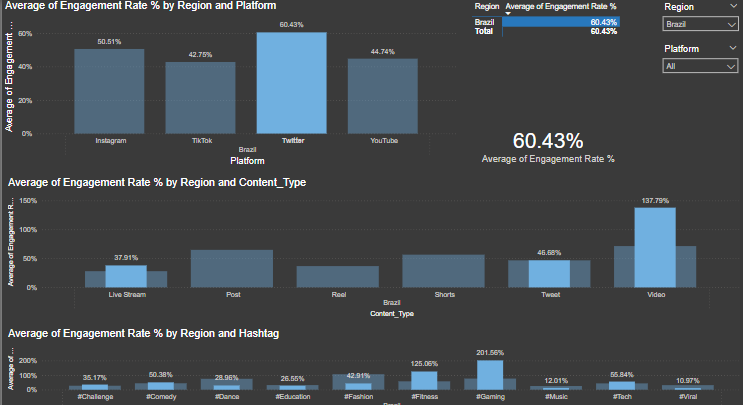 Average of Engagement Rate % by Region and Platform
Average of Engagement ...
60%
40%
20%
0%
50.51%
42.75%
60.43%
44.74%
Instagram
TikTok
Twitter
YouTube
Brazil
Platform
Region Average of Engagement Rate %
Brazil 60.43%
Total 60.43%
Region
Brazil
Platform
All
60.43%
Average of Engagement Rate %
Average of Engagement Rate % by Region and Content_Type
Average of Engagement R...
150%
100%
50%
0%
37.91%
46.68%
137.79%
Live Stream
Post
Reel
Shorts
Tweet
Video
Brazil
Content_Type
Average of Engagement Rate % by Region and Hashtag
Average of ...
200%
100%
0%
35.17%
50.38%
28.96%
26.55%
42.91%
125.06%
201.56%
12.01%
55.84%
10.97%
#Challenge
#Comedy
#Dance
#Education
#Fashion
#Fitness
#Gaming
#Music
#Tech
#Viral